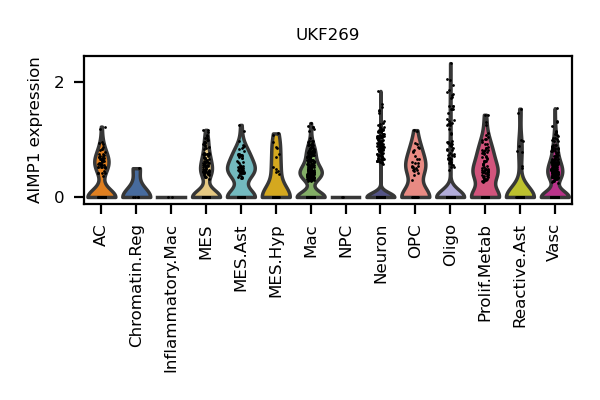 UKF269
AIMP1 expression
2
0
AC
Chromatin.Reg
Inflammatory.Mac
MES
MES.Ast
MES.Hyp
Mac
NPC
Neuron
OPC
Oligo
Prolif.Metab
Reactive.Ast
Vasc